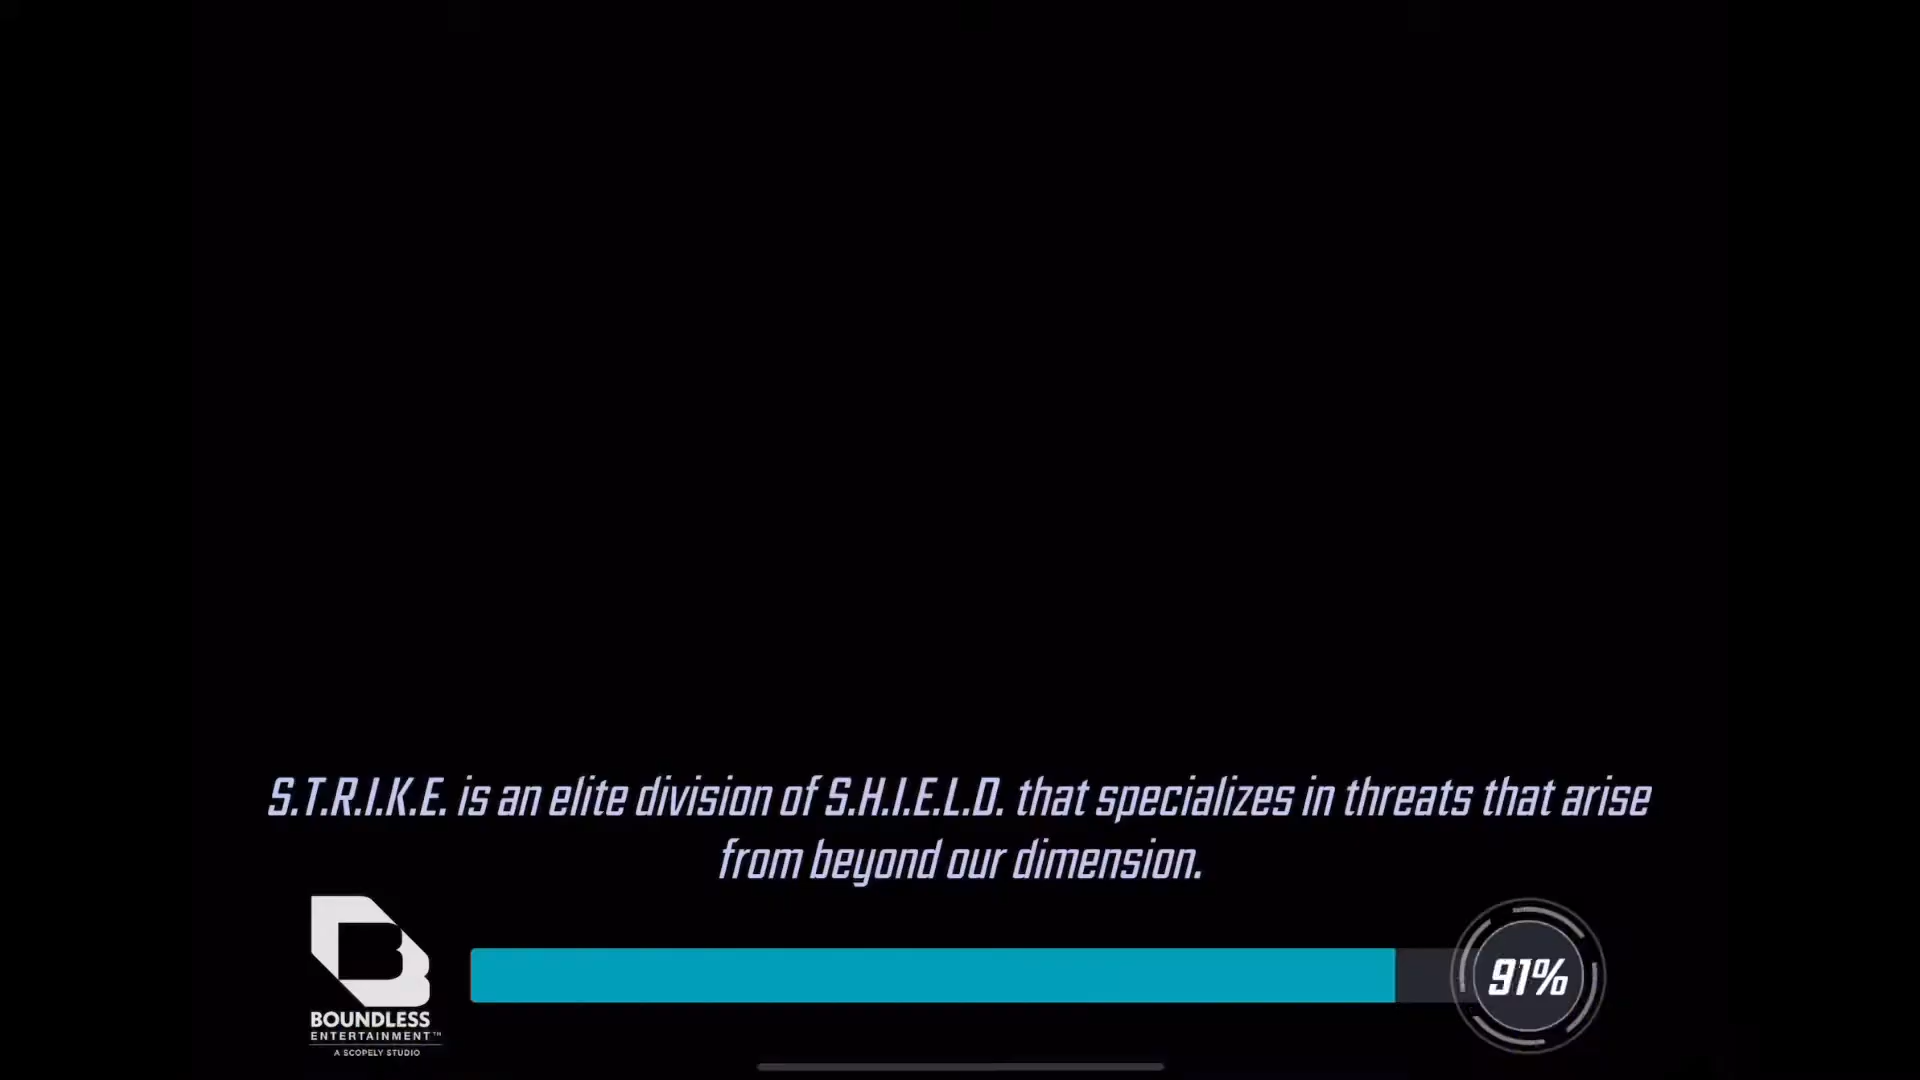 S.T.R.I.K.E. is an elite division of S.H.I.E.L.D. that specializes in threats that arise
from beyond our dimension.
91%
BOUNDLESS
ENTERTAINMENT™
A SCOPELY STUDIO